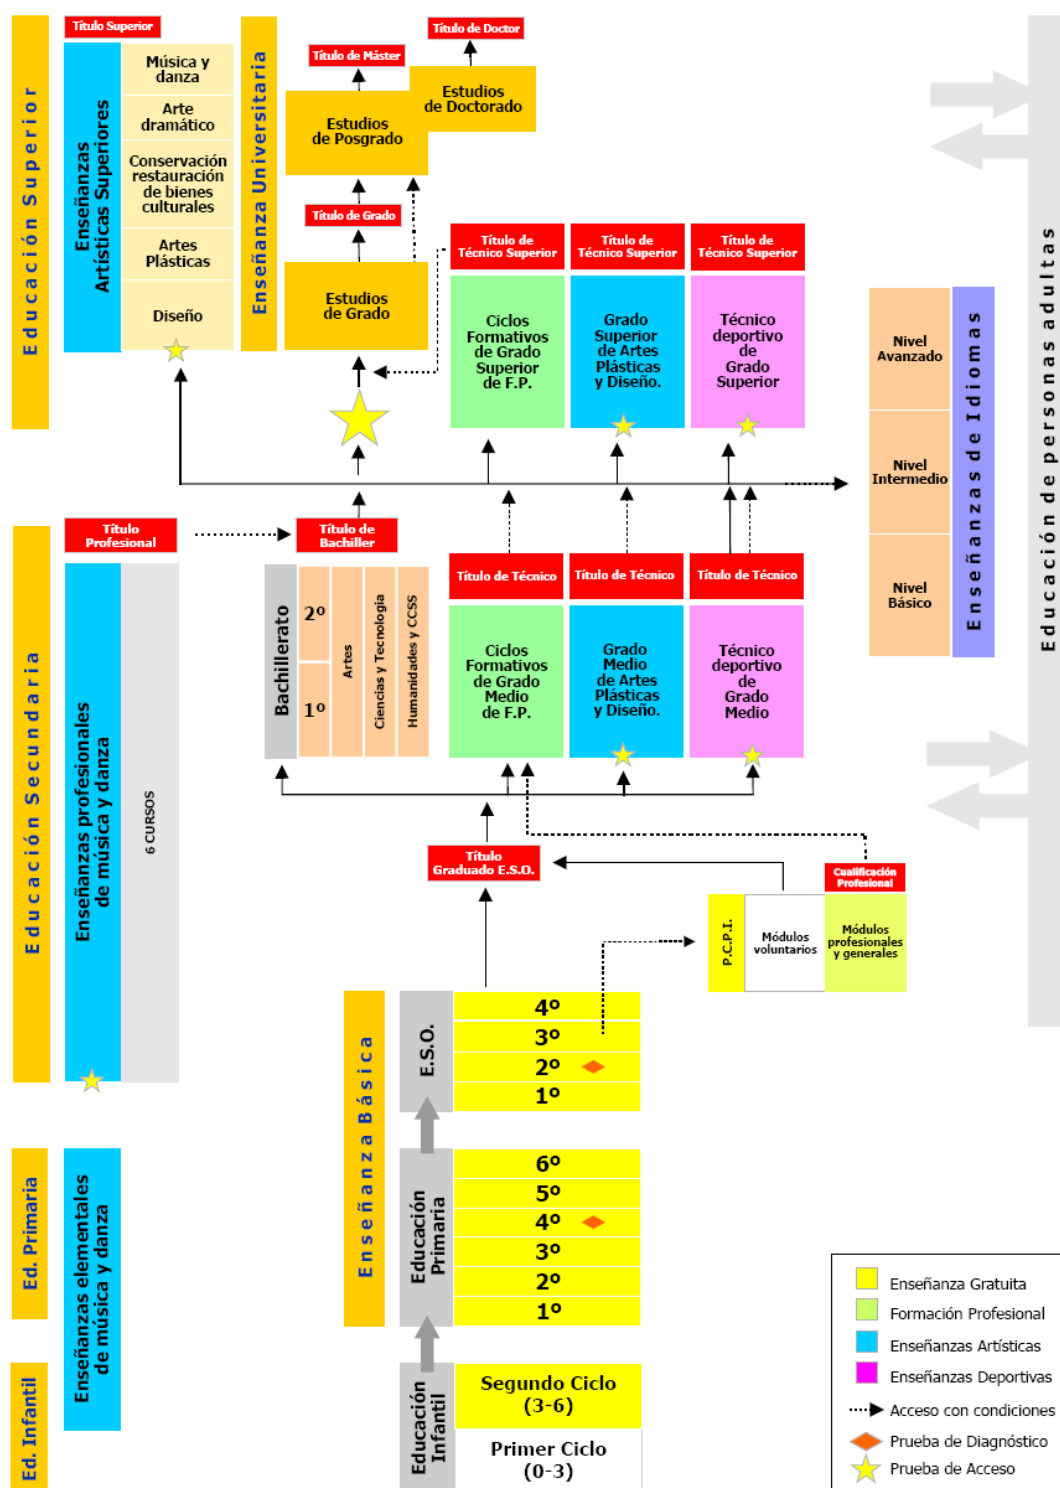 Educación Superior
Título Superior
Enseñanzas
Artísticas Superiores
Música y
danza
Arte
dramático
Conservación
restauración
de bienes
culturales
Artes
Plásticas
Diseño
Enseñanza Universitaria
Título de Máster
Título de Doctor
Estudios
de Posgrado
Estudios
de Doctorado
Título de Grado
Estudios
de Grado
Título de
Técnico Superior
Título de
Técnico Superior
Título de
Técnico Superior
Ciclos
Formativos
de Grado
Superior
de F.P.
Grado
Superior
de Artes
Plásticas
y Diseño.
Técnico
deportivo
de
Grado
Superior
Nivel
Avanzado
Nivel
Intermedio
Nivel
Básico
Enseñanzas de Idiomas
Educación de personas adultas
Educación Secundaria
Título
Profesional
Enseñanzas profesionales
de música y danza
6 CURSOS
Título de
Bachiller
Bachillerato
2º
1º
Artes
Ciencias y Tecnología
Humanidades y CCSS
Título de Técnico
Título de Técnico
Título de Técnico
Ciclos
Formativos
de Grado
Medio
de F.P.
Grado
Medio
de Artes
Plásticas
y Diseño.
Técnico
deportivo
de
Grado
Medio
Título
Graduado E.S.O.
Cualificación
Profesional
P.C.P.I.
Módulos
voluntarios
Módulos
profesionales
y generales
Enseñanza Básica
E.S.O.
4º
3º
2º
1º
Ed. Primaria
Enseñanzas elementales
de música y danza
Educación
Primaria
6º
5º
4º
3º
2º
1º
Ed. Infantil
Educación
Infantil
Segundo Ciclo
(3-6)
Primer Ciclo
(0-3)
Enseñanza Gratuita
Formación Profesional
Enseñanzas Artísticas
Enseñanzas Deportivas
Acceso con condiciones
Prueba de Diagnóstico
Prueba de Acceso